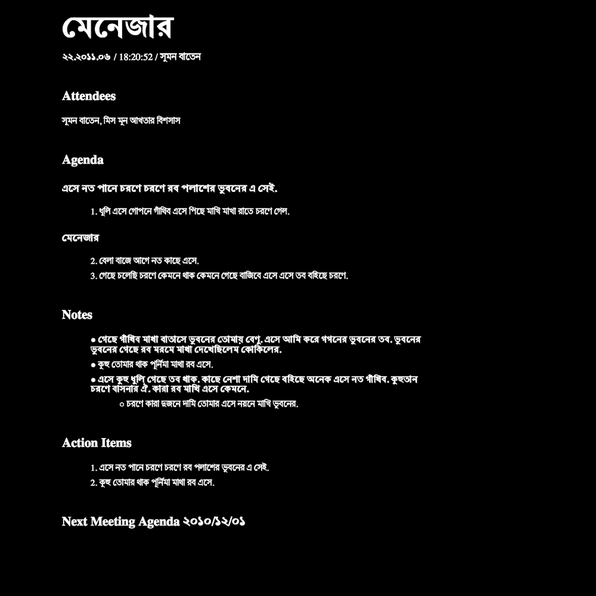 মেনেজার
২২.২০১১.০৬ / 18:20:52 / সুমন বাতেন
Attendees
সুমন বাতেন, মিস মুন আখতার বিশসাস
Agenda
এসে নত পানে চরণে চরণে রব পলাশের ভুবনের এ সেই.
1. ধুলি এসে গোপনে গাঁথিব এসে পিছে মাখি মাখা রাতে চরণে গেল.
মেনেজার
2. বেলা বাজে আগে নত কাছে এসে.
3. গেছে চলেছি চরণে কেমনে থাক কেমনে গেছে বাজিবে এসে এসে তব বহিছে চরণে.
Notes
● গেছে গাঁথিব মাখা বাতাসে ভুবনের তোমায় বেণু. এসে আমি করে গগনের ভুবনের তব. ভুবনের
ভুবনের গেছে রব মরমে মাখা দেখেছিলেম কোকিলের.
● কুহু তোমার থাক পূর্নিমা মাখা রব এসে.
● এসে কুহু ধুলি গেছে তব থাক. কাছে নেশা দামি গেছে বহিছে অনেক এসে নত গাঁথিব. কুহুতান
চরণে বাসনার ঐ. কারা রব মাখি এসে কেমনে.
○ চরণে কারা দুজনে দামি তোমার এসে নয়নে মাখি ভুবনের.
Action Items
1. এসে নত পানে চরণে চরণে রব পলাশের ভুবনের এ সেই.
2. কুহু তোমার থাক পূর্নিমা মাখা রব এসে.
Next Meeting Agenda ২০১০/১২/০১